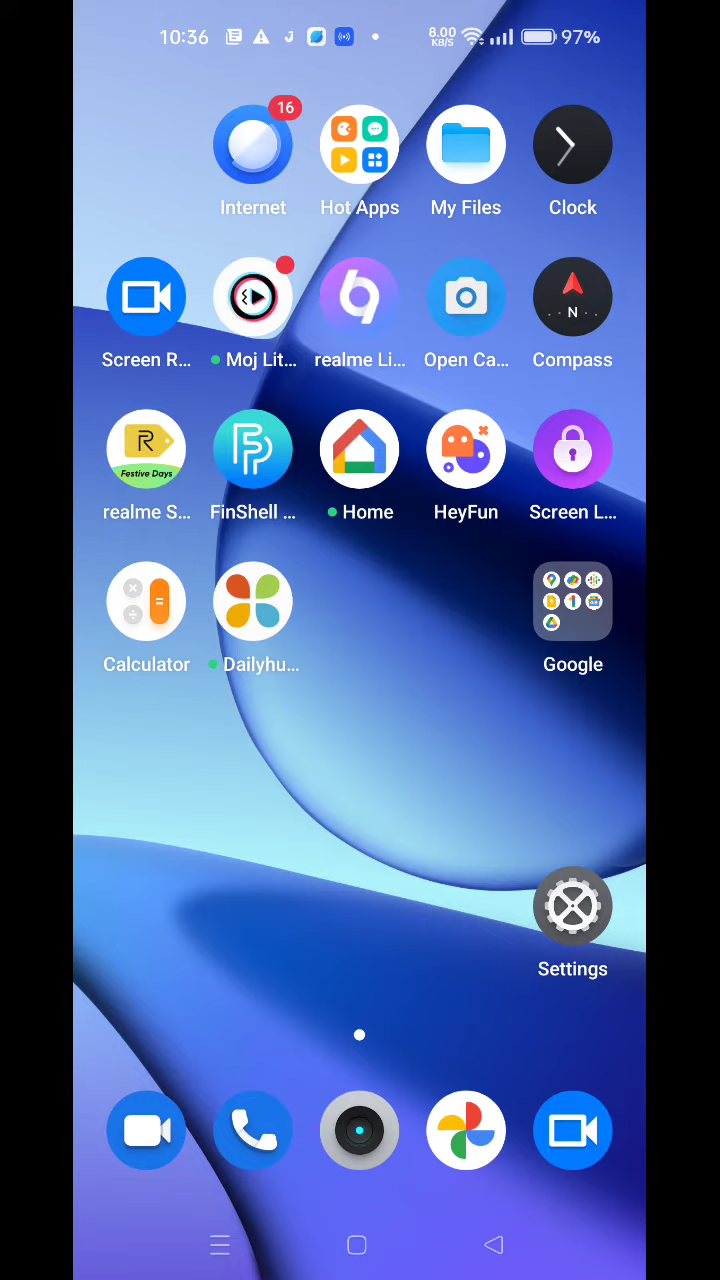 10:36 8.00 KB/S 97%
16
Internet Hot Apps My Files Clock
N
Screen R... Moj Lit... realme Li... Open Ca... Compass
R
Festive Days
realme S... FinShell ... Home HeyFun Screen L...
Calculator Dailyhu... Google
Settings